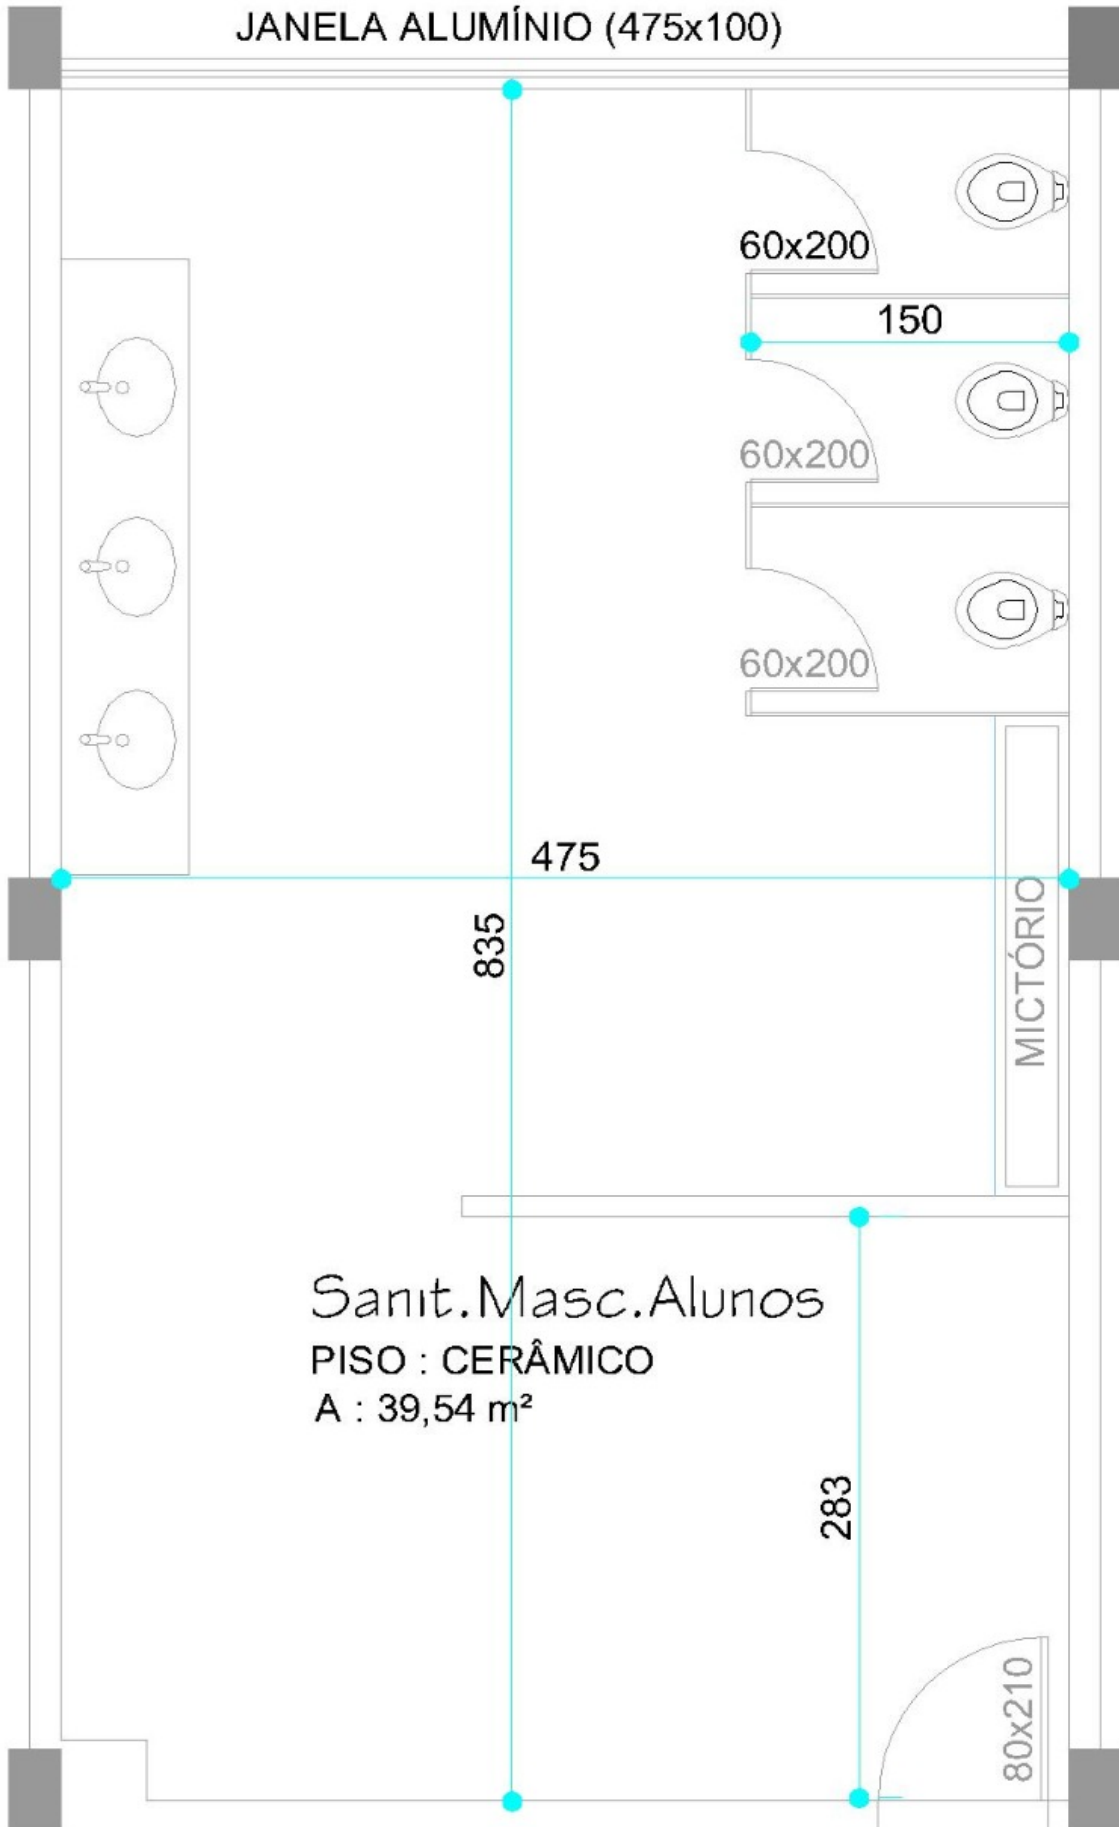 JANELA ALUMÍNIO (475x100)
60x200
150
60x200
60x200
475
835
MICTÓRIO
Sanit.Masc.Alunos
PISO : CERÂMICO
A : 39,54 m²
283
80x210